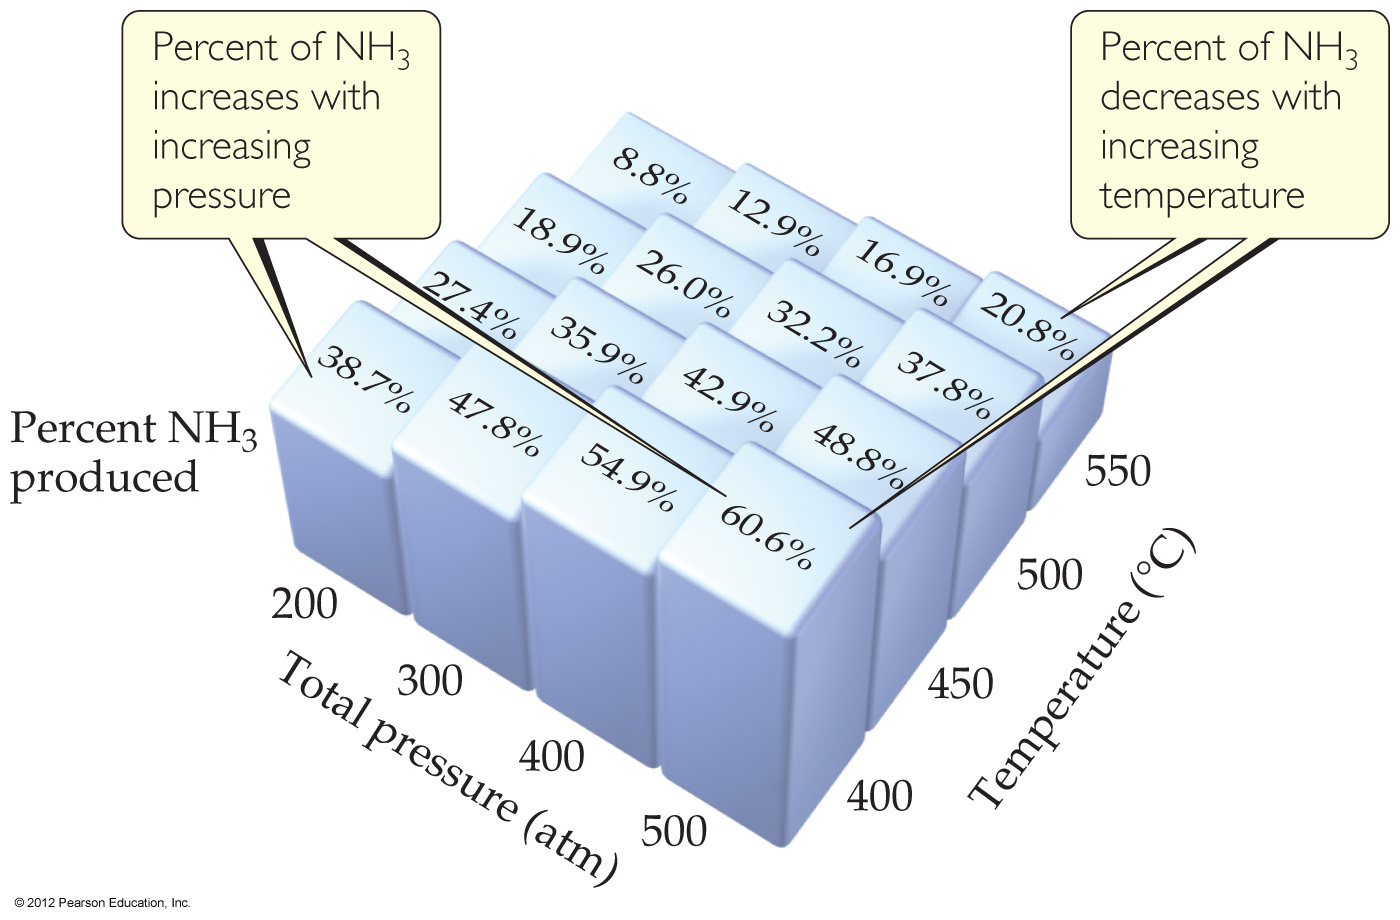 Percent of NH₃
increases with
increasing
pressure
Percent of NH₃
decreases with
increasing
temperature
8.8%
12.9%
16.9%
20.8%
18.9%
26.0%
32.2%
37.8%
27.4%
35.9%
42.9%
48.8%
38.7%
47.8%
54.9%
60.6%
Percent NH₃
produced
200
300
400
500
Total pressure (atm)
400
450
500
550
Temperature (°C)
© 2012 Pearson Education, Inc.